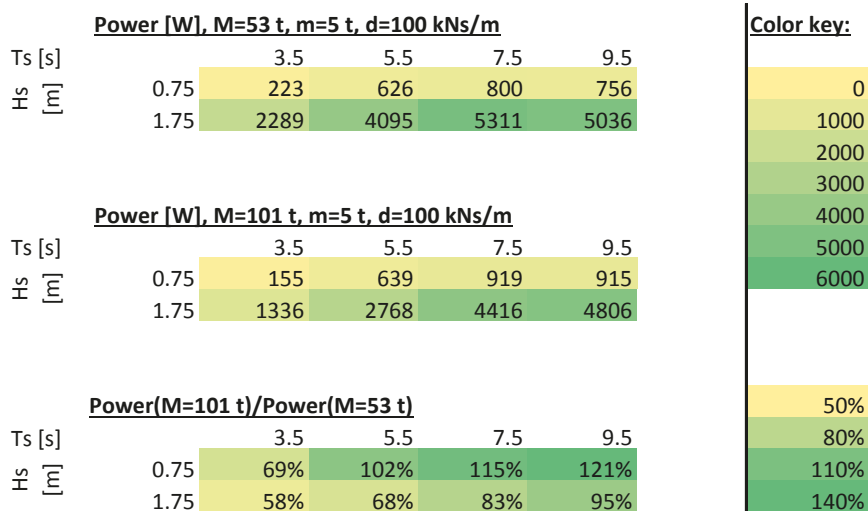 Power [W], M=53 t, m=5 t, d=100 kNs/m Color key:
Ts [s] 3.5 5.5 7.5 9.5
Hs [m] 0.75 223 626 800 756 0
1.75 2289 4095 5311 5036 1000
2000
3000
Power [W], M=101 t, m=5 t, d=100 kNs/m 4000
Ts [s] 3.5 5.5 7.5 9.5 5000
Hs [m] 0.75 155 639 919 915 6000
1.75 1336 2768 4416 4806
Power(M=101 t)/Power(M=53 t) 50%
Ts [s] 3.5 5.5 7.5 9.5 80%
Hs [m] 0.75 69% 102% 115% 121% 110%
1.75 58% 68% 83% 95% 140%